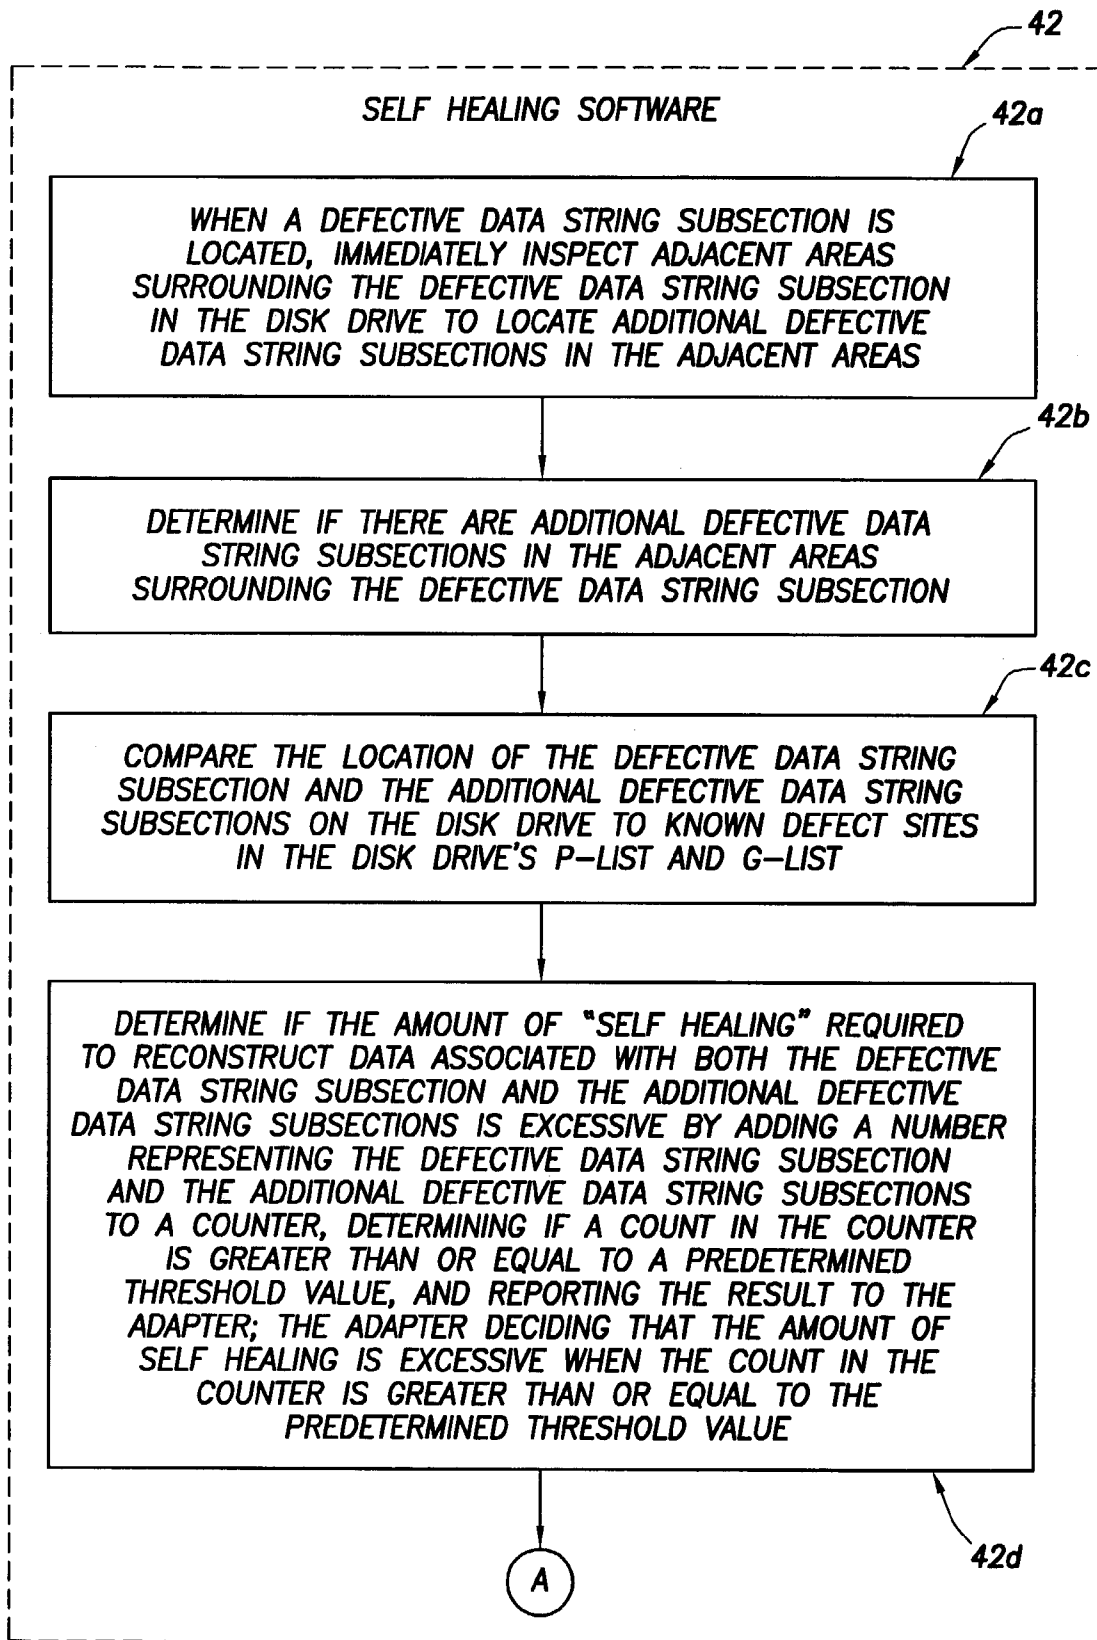 42
SELF HEALING SOFTWARE
42a
WHEN A DEFECTIVE DATA STRING SUBSECTION IS
LOCATED, IMMEDIATELY INSPECT ADJACENT AREAS
SURROUNDING THE DEFECTIVE DATA STRING SUBSECTION
IN THE DISK DRIVE TO LOCATE ADDITIONAL DEFECTIVE
DATA STRING SUBSECTIONS IN THE ADJACENT AREAS
42b
DETERMINE IF THERE ARE ADDITIONAL DEFECTIVE DATA
STRING SUBSECTIONS IN THE ADJACENT AREAS
SURROUNDING THE DEFECTIVE DATA STRING SUBSECTION
42c
COMPARE THE LOCATION OF THE DEFECTIVE DATA STRING
SUBSECTION AND THE ADDITIONAL DEFECTIVE DATA STRING
SUBSECTIONS ON THE DISK DRIVE TO KNOWN DEFECT SITES
IN THE DISK DRIVE'S P-LIST AND G-LIST
DETERMINE IF THE AMOUNT OF "SELF HEALING" REQUIRED
TO RECONSTRUCT DATA ASSOCIATED WITH BOTH THE DEFECTIVE
DATA STRING SUBSECTION AND THE ADDITIONAL DEFECTIVE
DATA STRING SUBSECTIONS IS EXCESSIVE BY ADDING A NUMBER
REPRESENTING THE DEFECTIVE DATA STRING SUBSECTION
AND THE ADDITIONAL DEFECTIVE DATA STRING SUBSECTIONS
TO A COUNTER, DETERMINING IF A COUNT IN THE COUNTER
IS GREATER THAN OR EQUAL TO A PREDETERMINED
THRESHOLD VALUE, AND REPORTING THE RESULT TO THE
ADAPTER; THE ADAPTER DECIDING THAT THE AMOUNT OF
SELF HEALING IS EXCESSIVE WHEN THE COUNT IN THE
COUNTER IS GREATER THAN OR EQUAL TO THE
PREDETERMINED THRESHOLD VALUE
42d
A